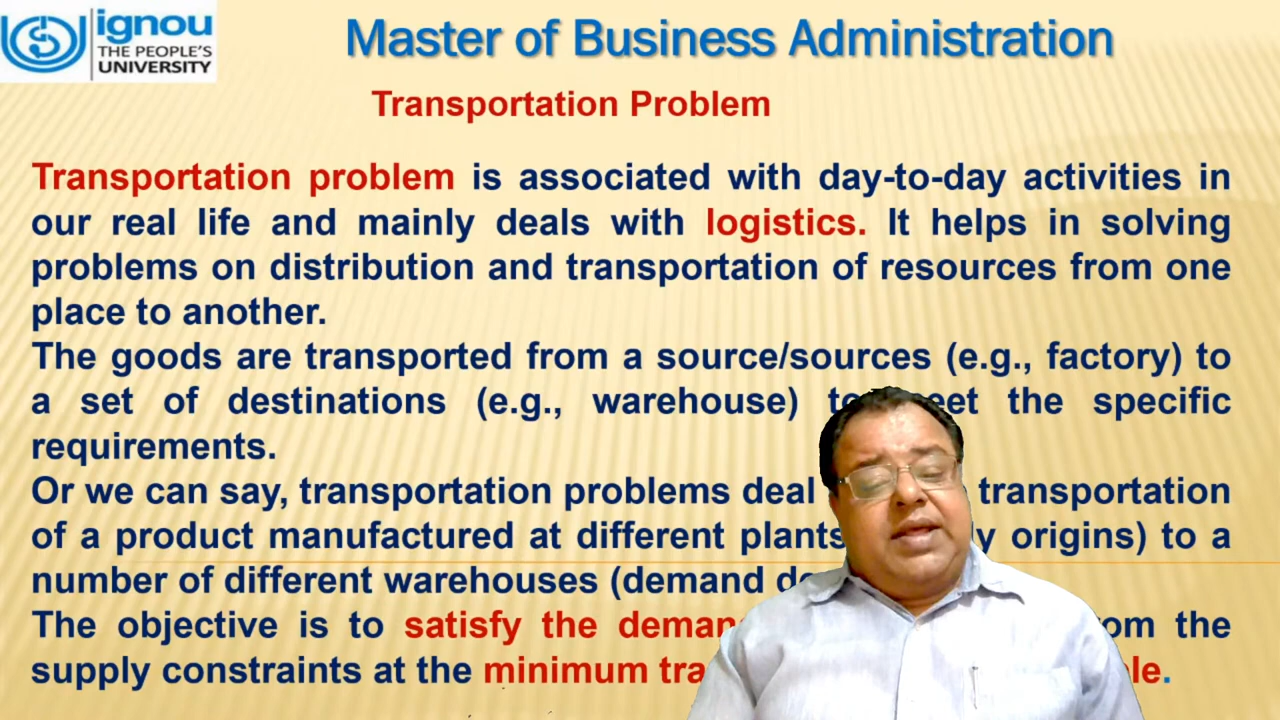 ignou
THE PEOPLE'S
UNIVERSITY
Master of Business Administration
Transportation Problem
Transportation problem is associated with day-to-day activities in
our real life and mainly deals with logistics. It helps in solving
problems on distribution and transportation of resources from one
place to another.
The goods are transported from a source/sources (e.g., factory) to
a set of destinations (e.g., warehouse) the specific
requirements.
Or we can say, transportation problems deal transportation
of a product manufactured at different plants origins) to a
number of different warehouses (demand
The objective is to satisfy the the
supply constraints at the minimum